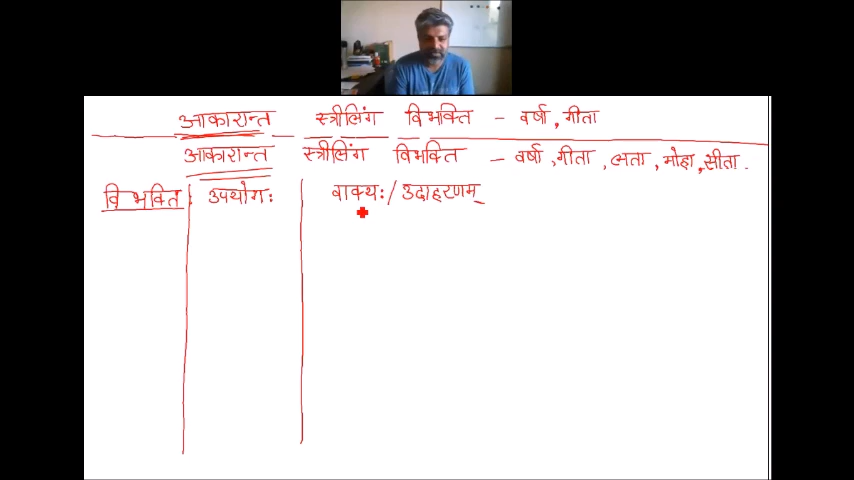 आकारान्त स्त्रीलिंग विभक्ति - वर्षा, गीता
आकारान्त स्त्रीलिंग विभक्ति - वर्षा, गीता, लता, मोहा, सीता.
विभक्ति: उपयोग: वाक्य: / उदाहरणम्